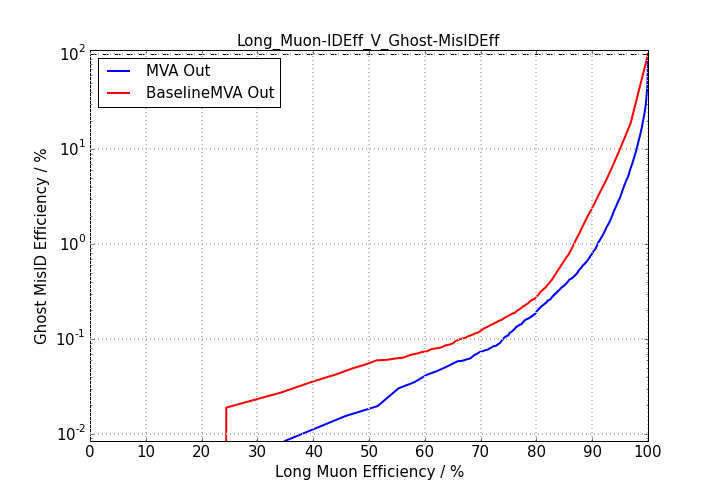 Long_Muon-IDEff_V_Ghost-MisIDEff
MVA Out
BaselineMVA Out
Ghost MisID Efficiency / %
10^2
10^1
10^0
10^-1
10^-2
0 10 20 30 40 50 60 70 80 90 100
Long Muon Efficiency / %